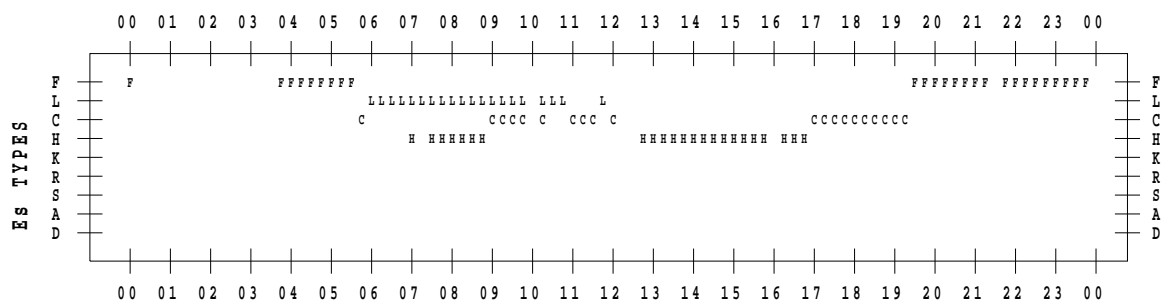 00 01 02 03 04 05 06 07 08 09 10 11 12 13 14 15 16 17 18 19 20 21 22 23 00
F F FFFFFFFF FFFFFFFF FFFFFFFFF F
L LLLLLLLLLLLLLLLL LLL L L
C C CCCC C CCC C CCCCCCCCCC C
H H HHHHHH HHHHHHHHHHHHH HHH H
K K
R R
S S
A A
D D
Es TYPES
00 01 02 03 04 05 06 07 08 09 10 11 12 13 14 15 16 17 18 19 20 21 22 23 00